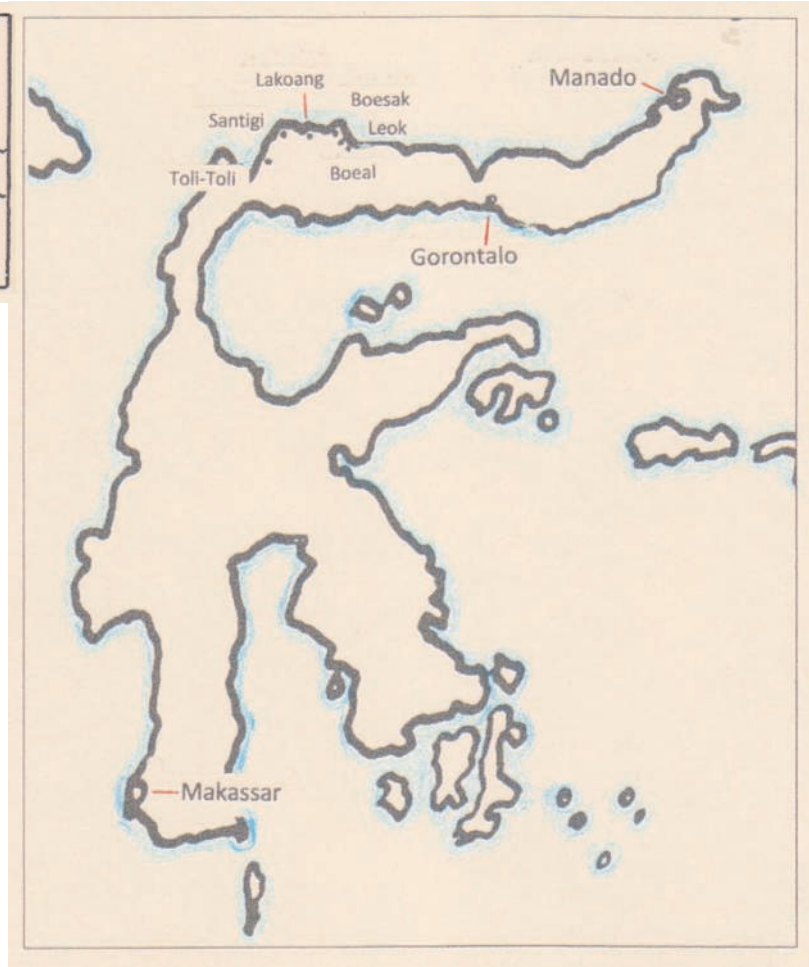 Manado
Lakoang
Boesak
Santigi
Leok
Toli-Toli
Boeal
Gorontalo
Makassar